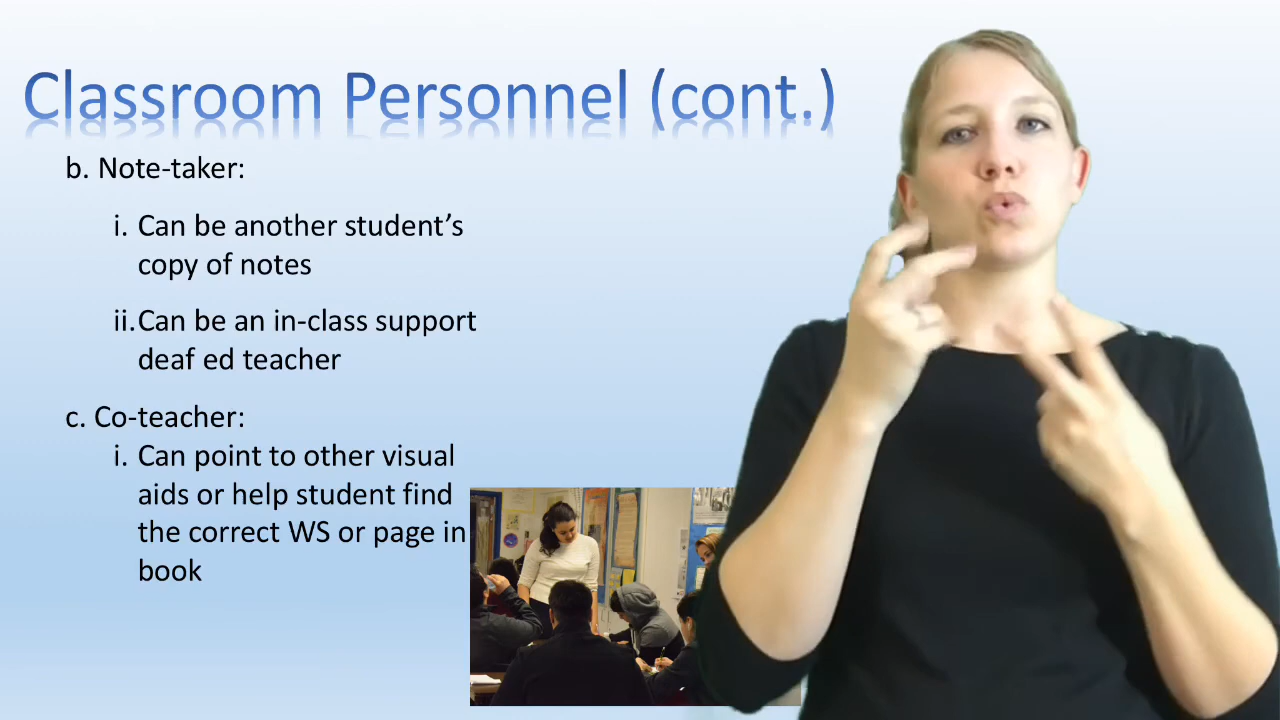 Classroom Personnel (cont.)
b. Note-taker:
i. Can be another student’s
copy of notes
ii.Can be an in-class support
deaf ed teacher
c. Co-teacher:
i. Can point to other visual
aids or help student find
the correct WS or page in
book